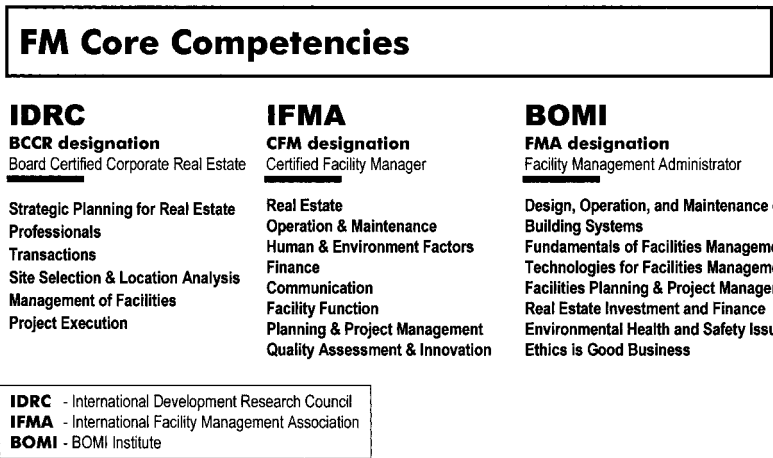 FM Core Competencies
IDRC
BCCR designation
Board Certified Corporate Real Estate
Strategic Planning for Real Estate
Professionals
Transactions
Site Selection & Location Analysis
Management of Facilities
Project Execution
IFMA
CFM designation
Certified Facility Manager
Real Estate
Operation & Maintenance
Human & Environment Factors
Finance
Communication
Facility Function
Planning & Project Management
Quality Assessment & Innovation
BOMI
FMA designation
Facility Management Administrator
Design, Operation, and Maintenance
Building Systems
Fundamentals of Facilities
Technologies for Facilities
Facilities Planning & Project
Real Estate Investment and Finance
Environmental Health and Safety
Ethics is Good Business
IDRC - International Development Research Council
IFMA - International Facility Management Association
BOMI - BOMI Institute